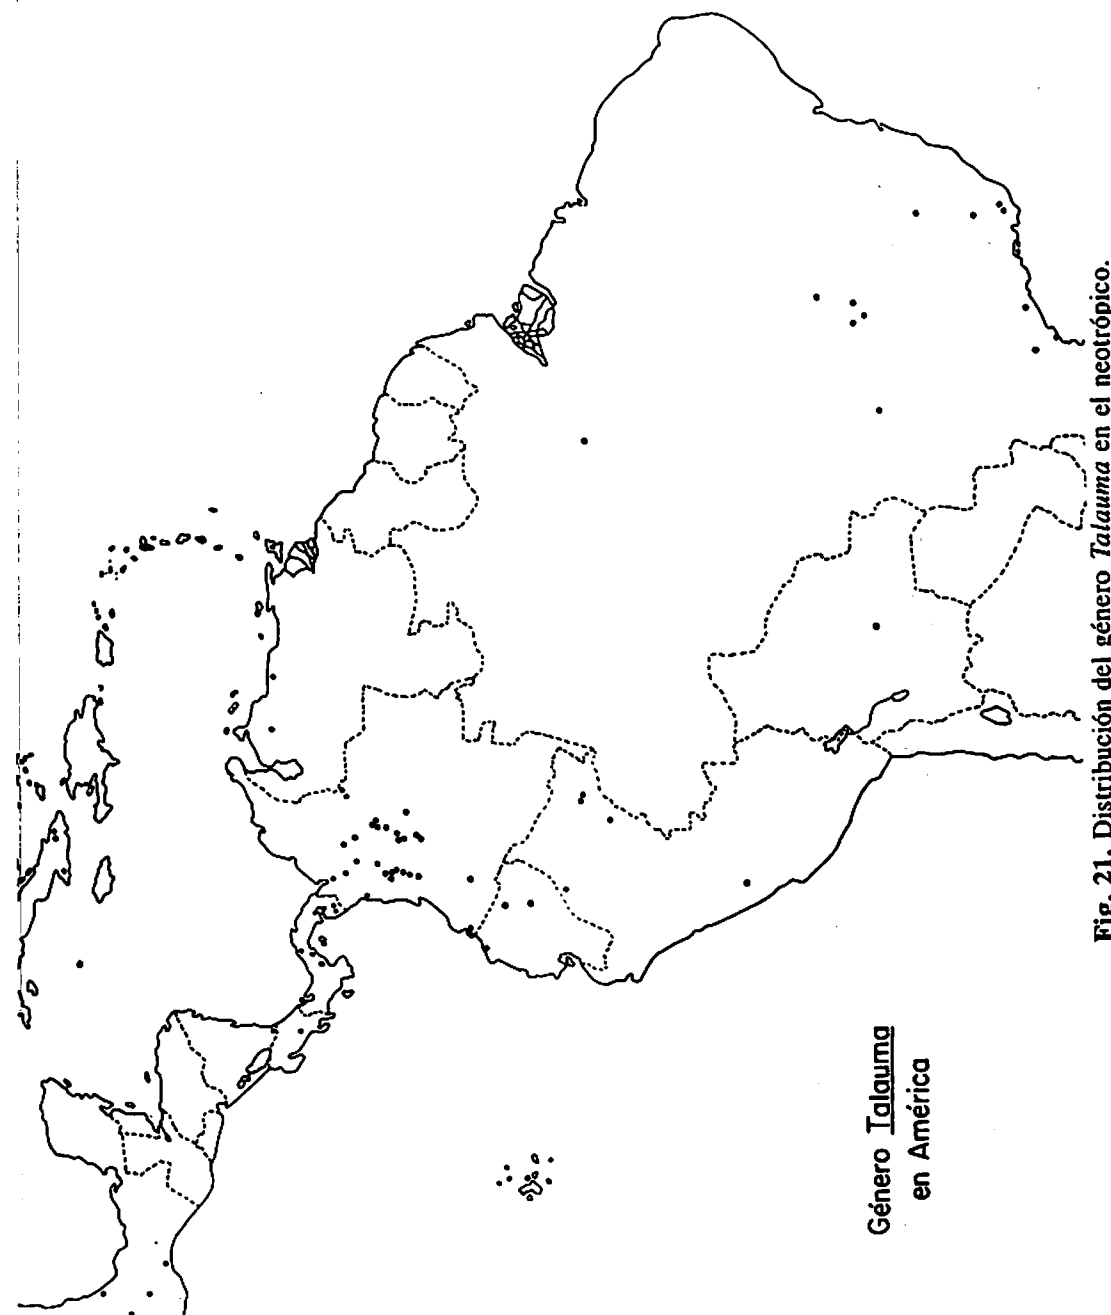 Género Talauma
en América
Fig. 21. Distribución del género Talauma en el neotrópico.